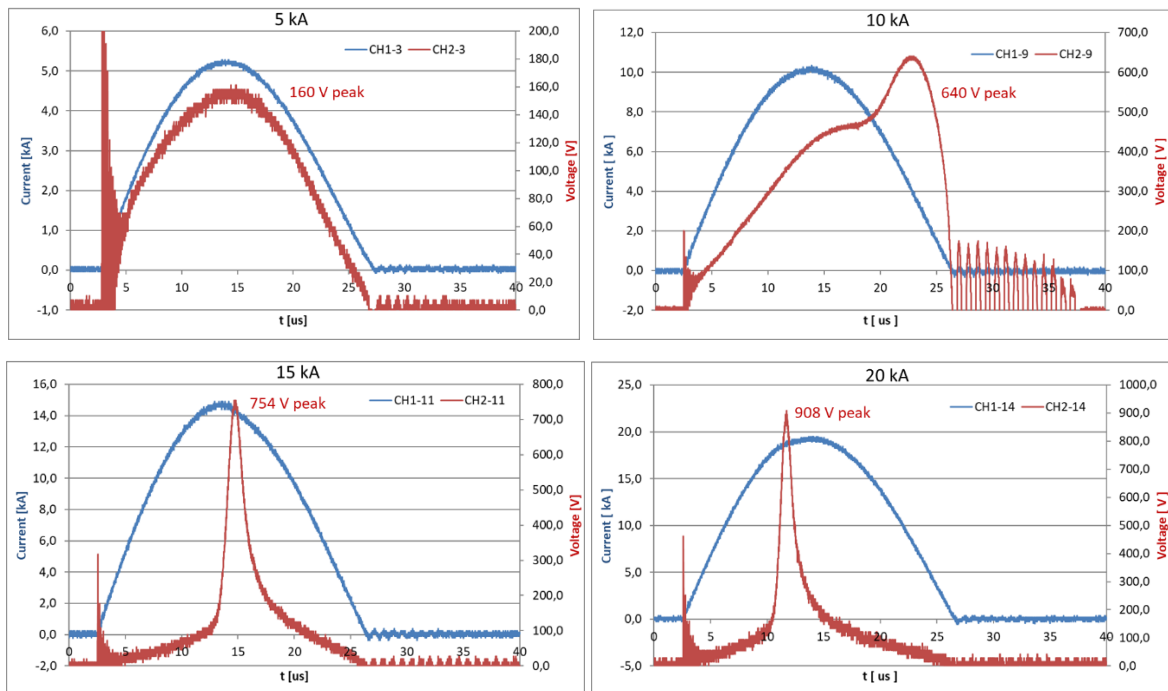 5 kA
6,0
5,0
4,0
3,0
2,0
1,0
0,0
-1,0
Current [kA]
CH1-3 CH2-3
160 V peak
200,0
180,0
160,0
140,0
120,0
100,0
80,0
60,0
40,0
20,0
0,0
Voltage [V]
0 5 10 15 20 25 30 35 40
t [us]
10 kA
12,0
10,0
8,0
6,0
4,0
2,0
0,0
-2,0
Current [ kA ]
CH1-9 CH2-9
640 V peak
700,0
600,0
500,0
400,0
300,0
200,0
100,0
0,0
Voltage [ V ]
0 5 10 15 20 25 30 35 40
t [ us ]
15 kA
16,0
14,0
12,0
10,0
8,0
6,0
4,0
2,0
0,0
-2,0
Current [kA]
754 V peak
CH1-11 CH2-11
800,0
700,0
600,0
500,0
400,0
300,0
200,0
100,0
0,0
Voltage [V]
0 5 10 15 20 25 30 35 40
t [us]
20 kA
25,0
20,0
15,0
10,0
5,0
0,0
-5,0
Current [ kA ]
908 V peak
CH1-14 CH2-14
1000,0
900,0
800,0
700,0
600,0
500,0
400,0
300,0
200,0
100,0
0,0
Voltage [ V ]
0 5 10 15 20 25 30 35 40
t [us]